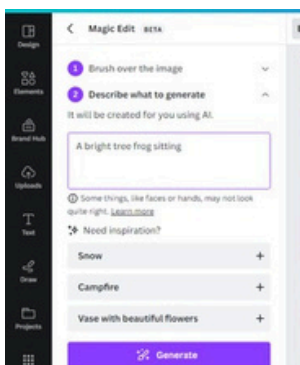 Magic Edit BETA
Design
1 Brush over the image
Elements
2 Describe what to generate
It will be created for you using AI.
Brand Hub
A bright tree frog sitting
Uploads
Some things, like faces or hands, may not look
quite right. Learn more
Text
Need inspiration?
Snow
Draw
Campfire
Projects
Vase with beautiful flowers
Generate